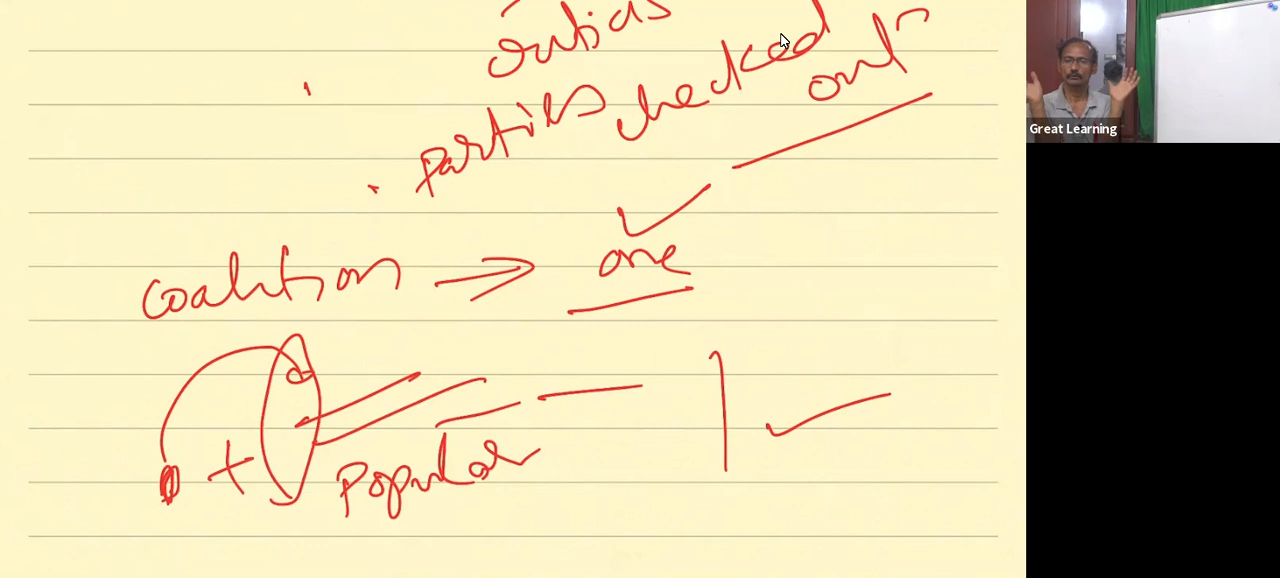 parties checked
out
coalition → one
+ Popular
Great Learning